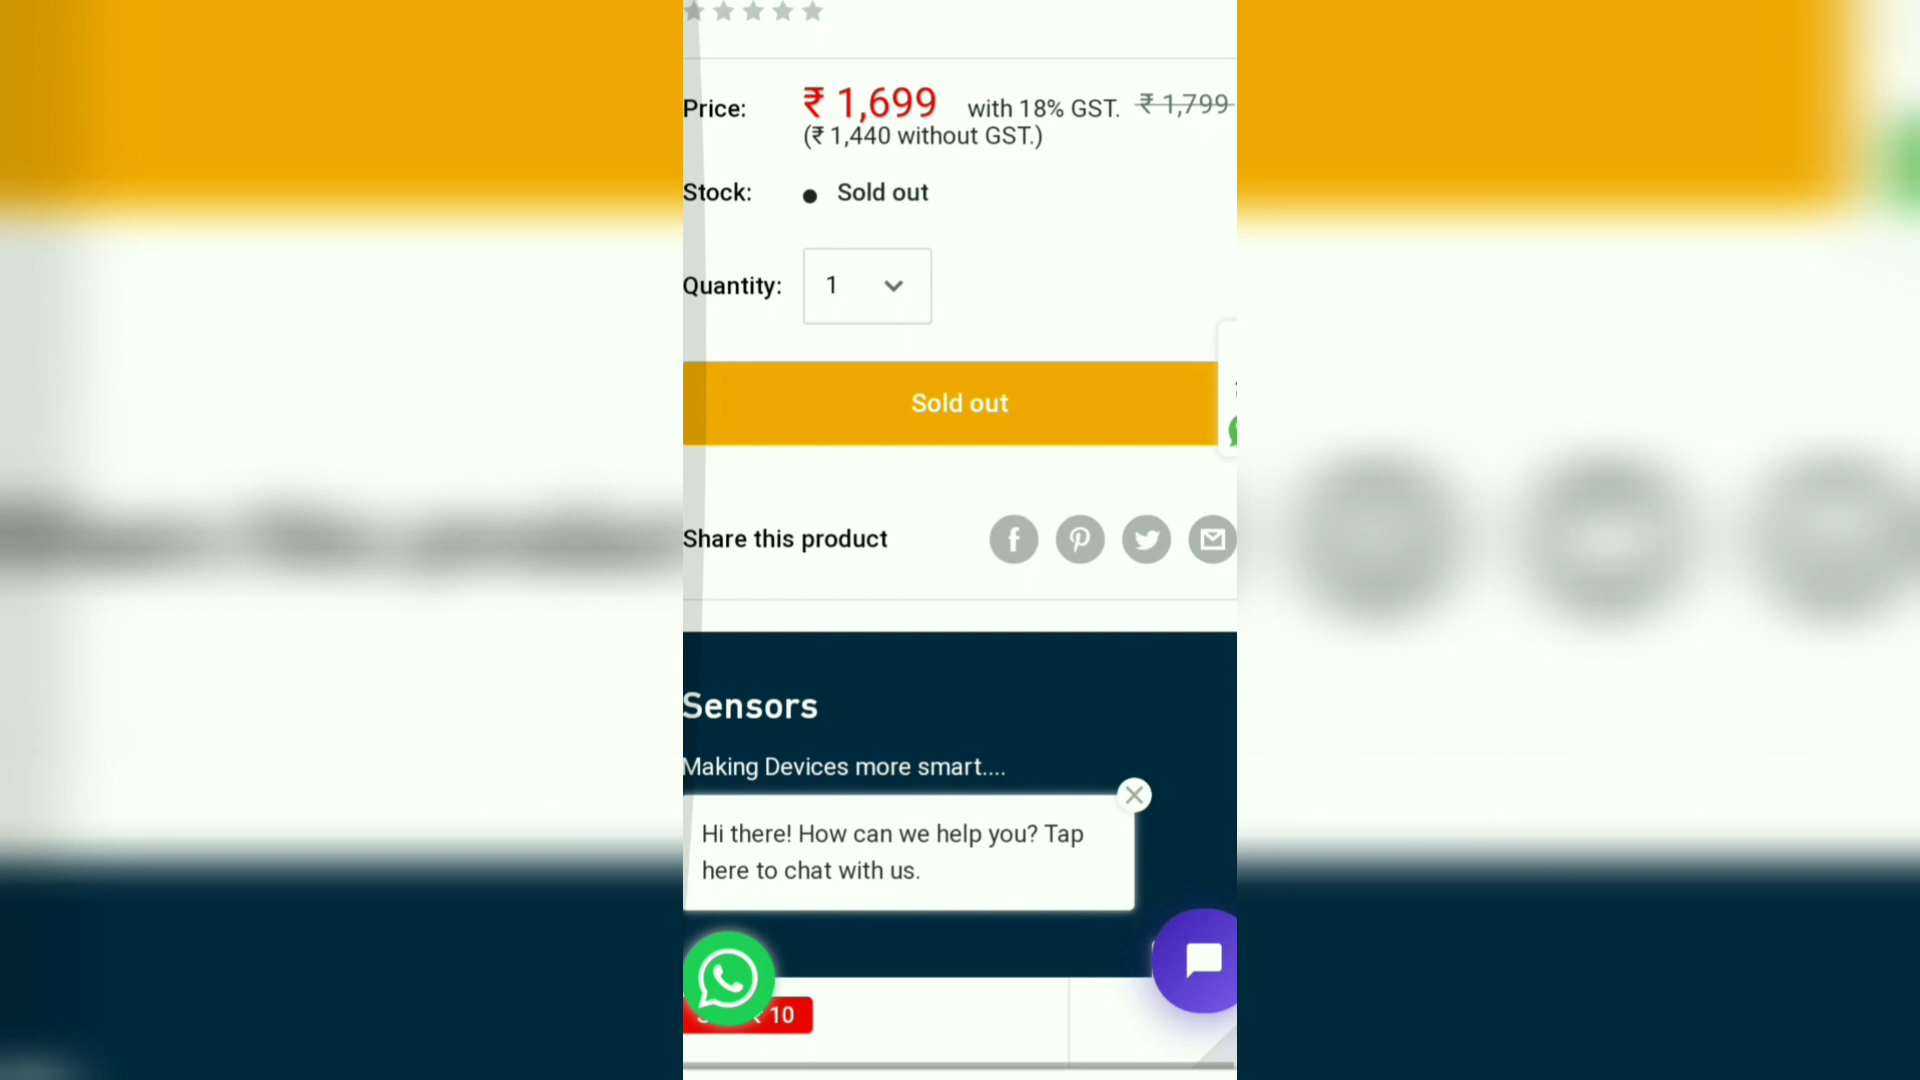 Price: ₹ 1,699 with 18% GST. ₹ 1,799
(₹ 1,440 without GST.)
Stock: Sold out
Quantity: 1
Sold out
Share this product
Sensors
Making Devices more smart....
Hi there! How can we help you? Tap
here to chat with us.
10